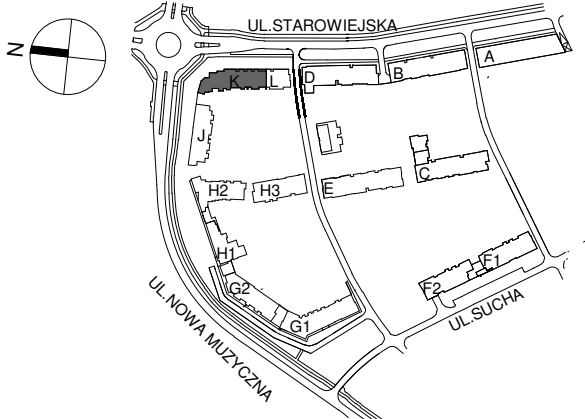 UL.STAROWIEJSKA
N
K
L
D
B
A
J
C
H2
H3
E
H1
F1
G2
F2
G1
UL.NOWA MUZYCZNA
UL.SUCHA